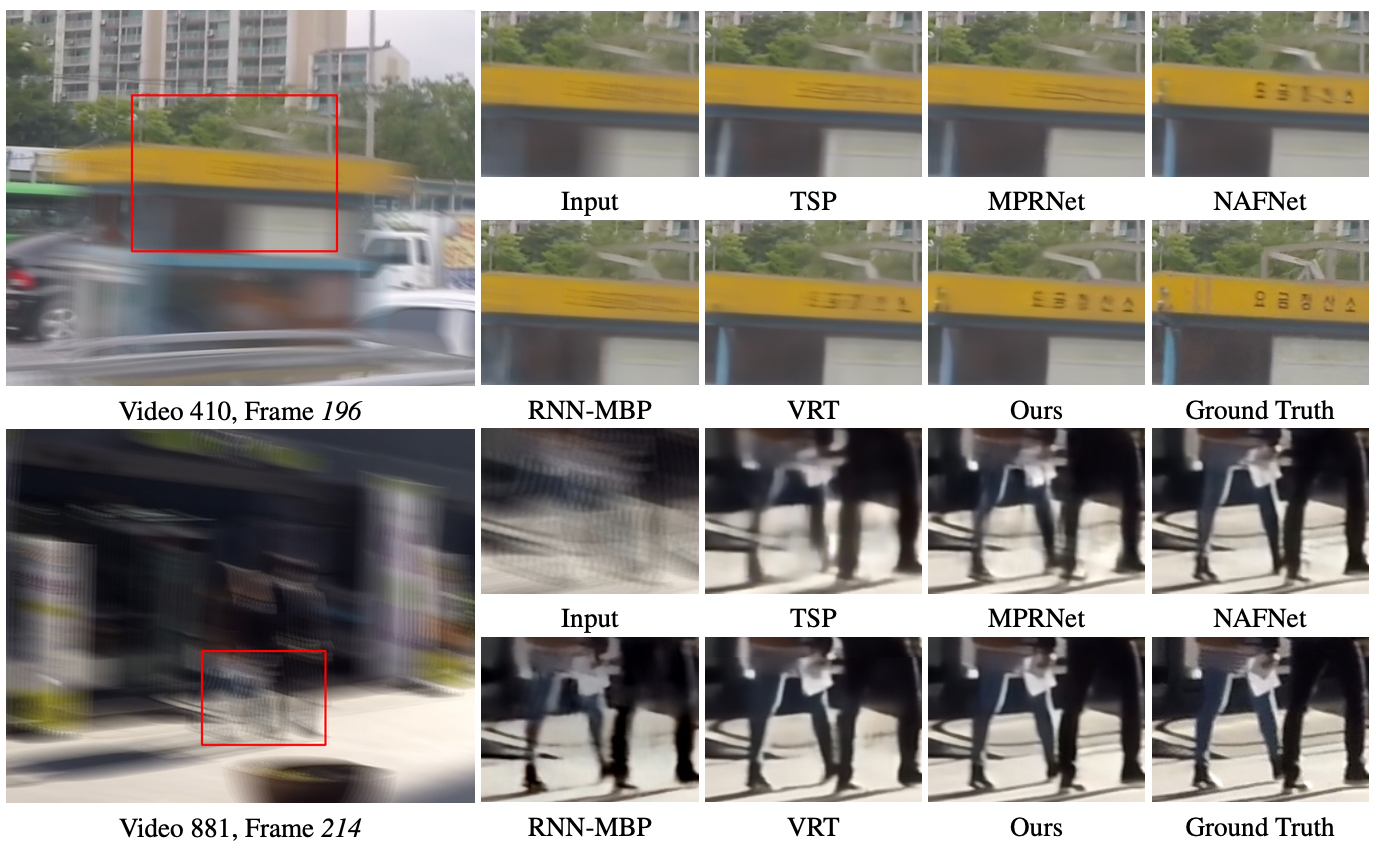 Input TSP MPRNet NAFNet
요금정산소
RNN-MBP VRT Ours Ground Truth
Video 410, Frame 196
Input TSP MPRNet NAFNet
RNN-MBP VRT Ours Ground Truth
Video 881, Frame 214